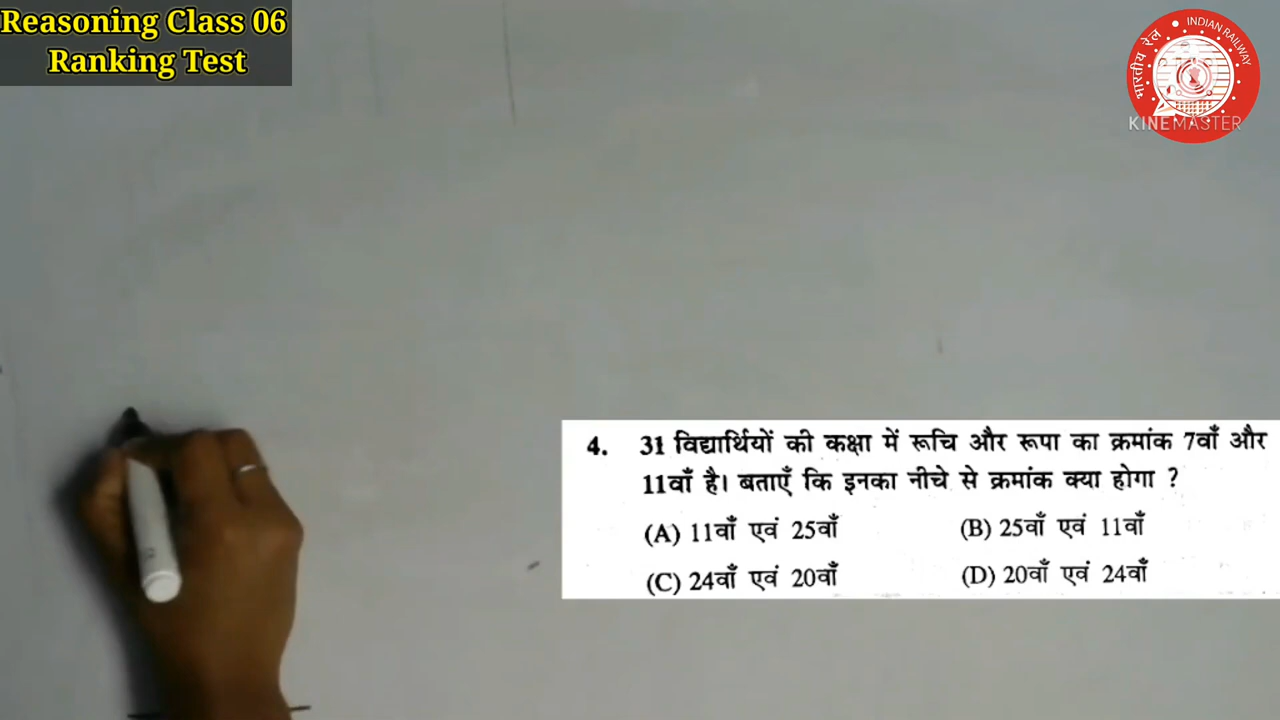 Reasoning Class 06
Ranking Test
भारतीय रेल INDIAN RAILWAY
KINEMASTER
4. 31 विद्यार्थियों की कक्षा में रूचि और रूपा का क्रमांक 7वाँ और
11वाँ है। बताएँ कि इनका नीचे से क्रमांक क्या होगा ?
(A) 11वाँ एवं 25वाँ (B) 25वाँ एवं 11वाँ
(C) 24वाँ एवं 20वाँ (D) 20वाँ एवं 24वाँ